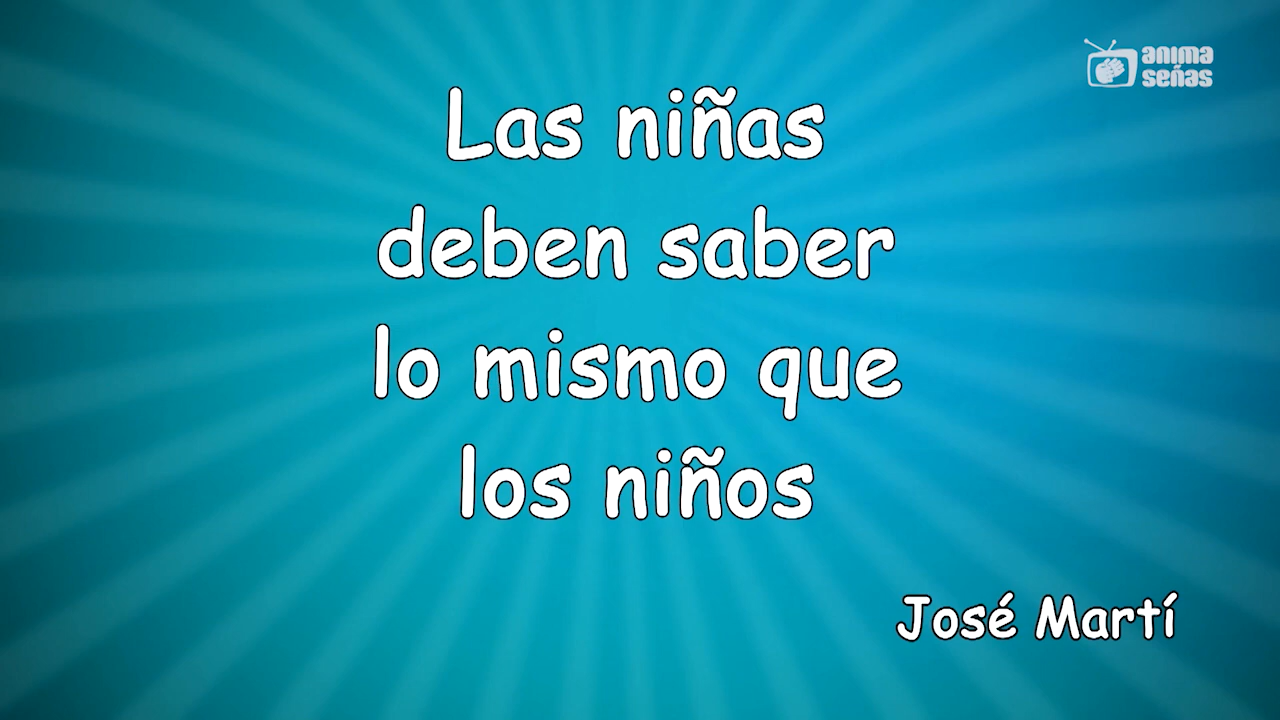 anima
señas
Las niñas
deben saber
lo mismo que
los niños
José Martí